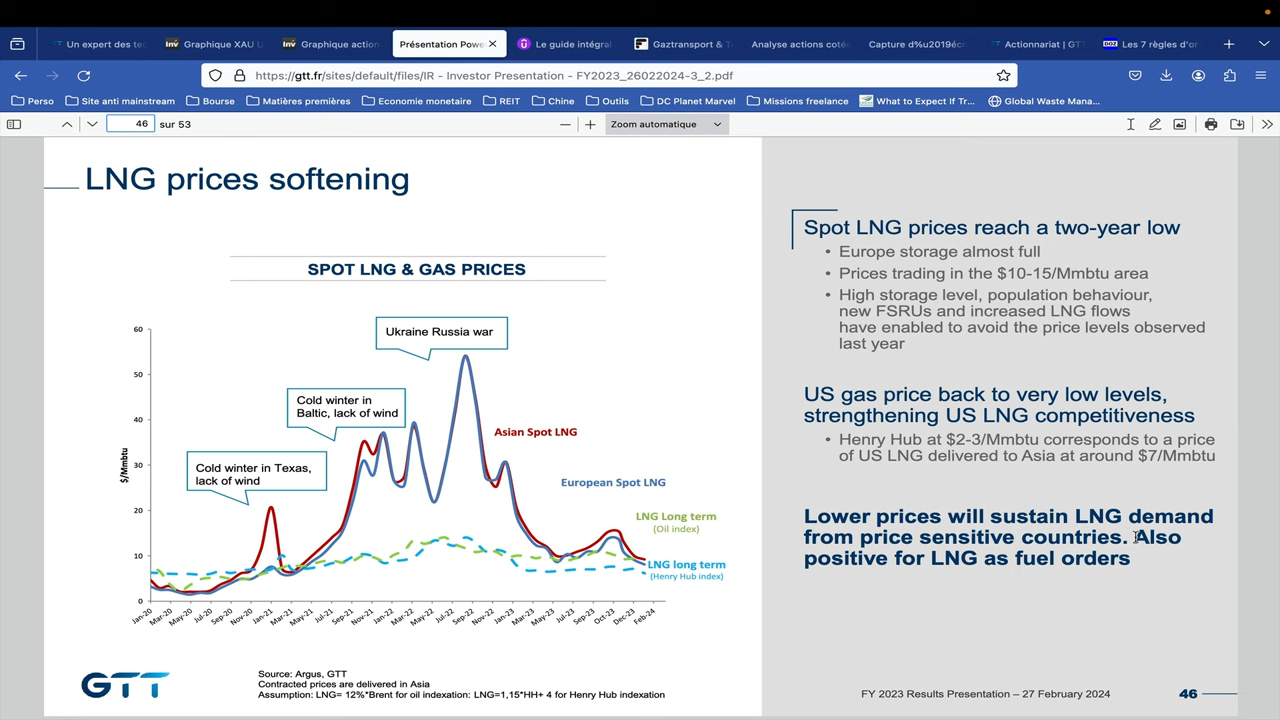 Un expert des tec
Inv Graphique XAU U
Inv Graphique action
Présentation Powe
Le guide intégral
Gaztransport & T
Analyse actions coté
Capture d%u2019écr
Actionnariat | GT
Les 7 règles d'or
https://gtt.fr/sites/default/files/IR - Investor Presentation - FY2023_26022024-3_2.pdf
Perso
Site anti mainstream
Bourse
Matières premières
Economie monetaire
REIT
Chine
Outils
DC Planet Marvel
Missions freelance
What to Expect If Tr...
Global Waste Mana...
46 sur 53
Zoom automatique
LNG prices softening
SPOT LNG & GAS PRICES
$/Mmbtu
60
50
40
30
20
10
0
Ukraine Russia war
Cold winter in
Baltic, lack of wind
Cold winter in Texas,
lack of wind
Asian Spot LNG
European Spot LNG
LNG Long term
(Oil index)
LNG long term
(Henry Hub index)
Jan-20
Mar-20
May-20
Jul-20
Sep-20
Nov-20
Jan-21
Mar-21
May-21
Jul-21
Sep-21
Nov-21
Jan-22
Mar-22
May-22
Jul-22
Sep-22
Nov-22
Jan-23
Mar-23
May-23
Jul-23
Sep-23
Oct-23
Dec-23
Feb-24
GTT
Source: Argus, GTT
Contracted prices are delivered in Asia
Assumption: LNG= 12%*Brent for oil indexation: LNG=1,15*HH+ 4 for Henry Hub indexation
Spot LNG prices reach a two-year low
• Europe storage almost full
• Prices trading in the $10-15/Mmbtu area
• High storage level, population behaviour,
new FSRUs and increased LNG flows
have enabled to avoid the price levels observed
last year
US gas price back to very low levels,
strengthening US LNG competitiveness
• Henry Hub at $2-3/Mmbtu corresponds to a price
of US LNG delivered to Asia at around $7/Mmbtu
Lower prices will sustain LNG demand
from price sensitive countries. Also
positive for LNG as fuel orders
FY 2023 Results Presentation – 27 February 2024
46